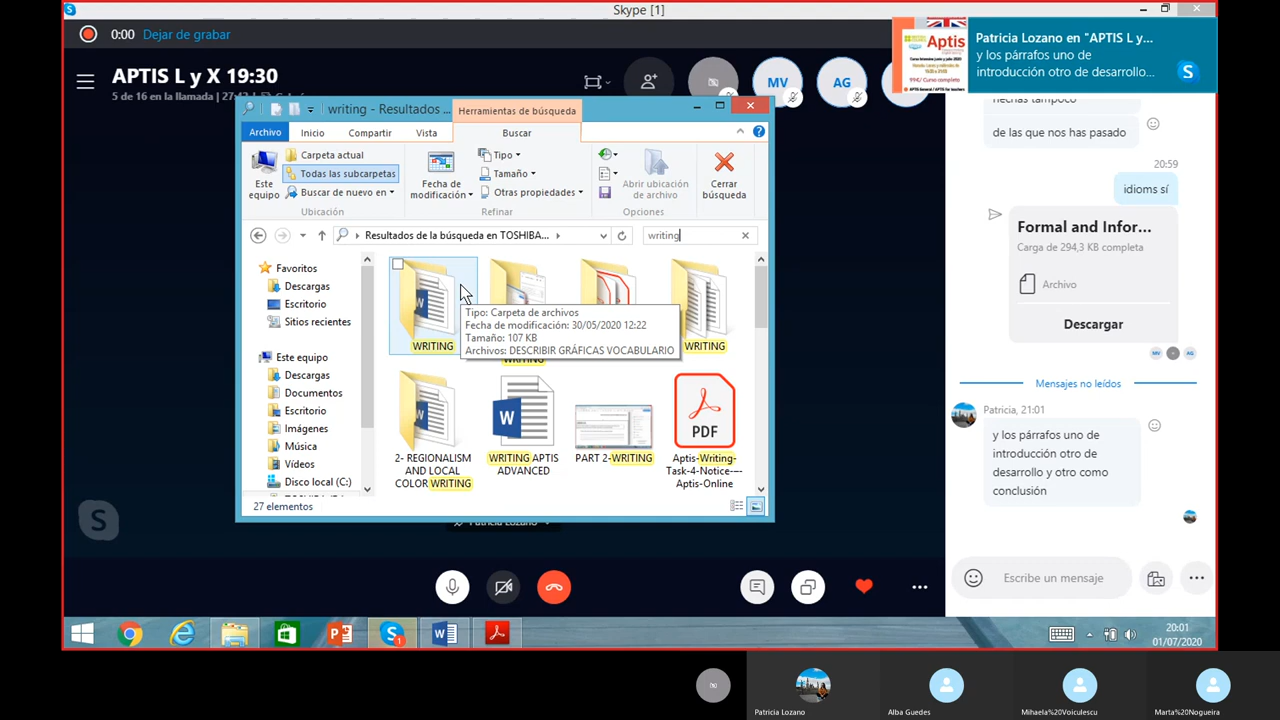 Skype [1]
0:00 Dejar de grabar
APTIS L y X 19:30
MV
AG
Aptis
Patricia Lozano en "APTIS L y...
y los párrafos uno de
introducción otro de desarrollo...
writing - Resultados ...
Herramientas de búsqueda
Archivo Inicio Compartir Vista Buscar
Este
equipo
Carpeta actual
Todas las subcarpetas
Buscar de nuevo en
Ubicación
Fecha de
modificación
Tipo
Tamaño
Otras propiedades
Refinar
Abrir ubicación
de archivo
Opciones
Cerrar
búsqueda
Resultados de la búsqueda en TOSHIBA...
writing
Favoritos
Descargas
Escritorio
Sitios recientes
Este equipo
Descargas
Documentos
Escritorio
Imágenes
Música
Vídeos
Disco local (C:)
WRITING
WRITING
WRITING
Tipo: Carpeta de archivos
Fecha de modificación: 30/05/2020 12:22
Tamaño: 107 KB
Archivos: DESCRIBIR GRÁFICAS VOCABULARIO
2- REGIONALISM
AND LOCAL
COLOR WRITING
WRITING APTIS
ADVANCED
PART 2-WRITING
PDF
Aptis-Writing-
Task-4-Notice-–-
Aptis-Online
27 elementos
Patricia Lozano
de las que nos has pasado
20:59
idioms sí
Formal and Infor...
Carga de 294,3 KB completa
Archivo
Descargar
MV
AG
Mensajes no leídos
Patricia, 21:01
y los párrafos uno de
introducción otro de
desarrollo y otro como
conclusión
Escribe un mensaje
20:01
01/07/2020
Patricia Lozano
Alba Guedes
Mihaela%20Voiculescu
Marta%20Nogueira